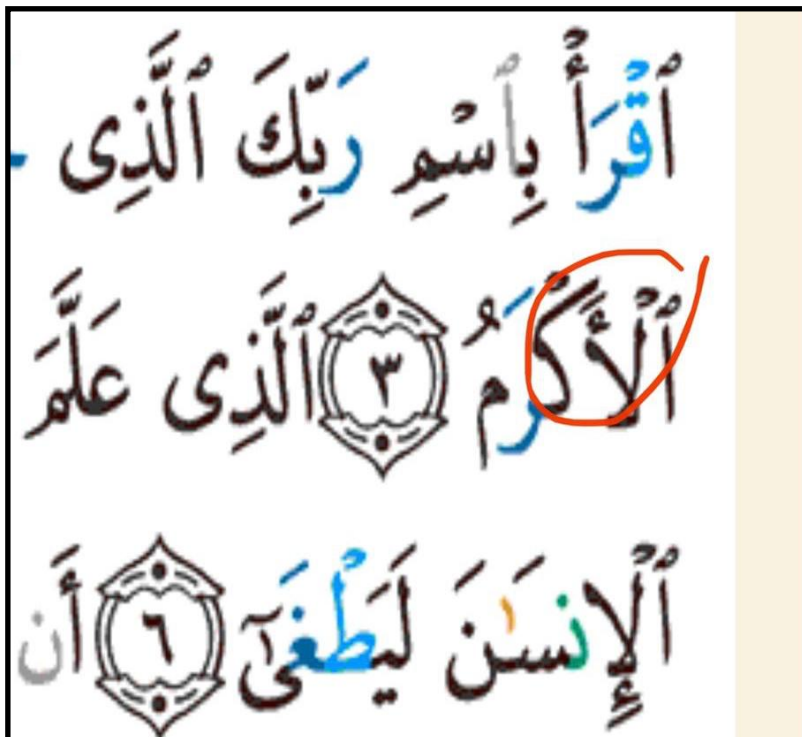 ٱقۡرَأۡ بِٱسۡمِ رَبِّكَ ٱلَّذِى
ٱلۡأَكۡرَمُ ٣ ٱلَّذِى عَلَّمَ
ٱلۡإِنسَٰنَ لَيَطۡغَىٰٓ ٦ أَن